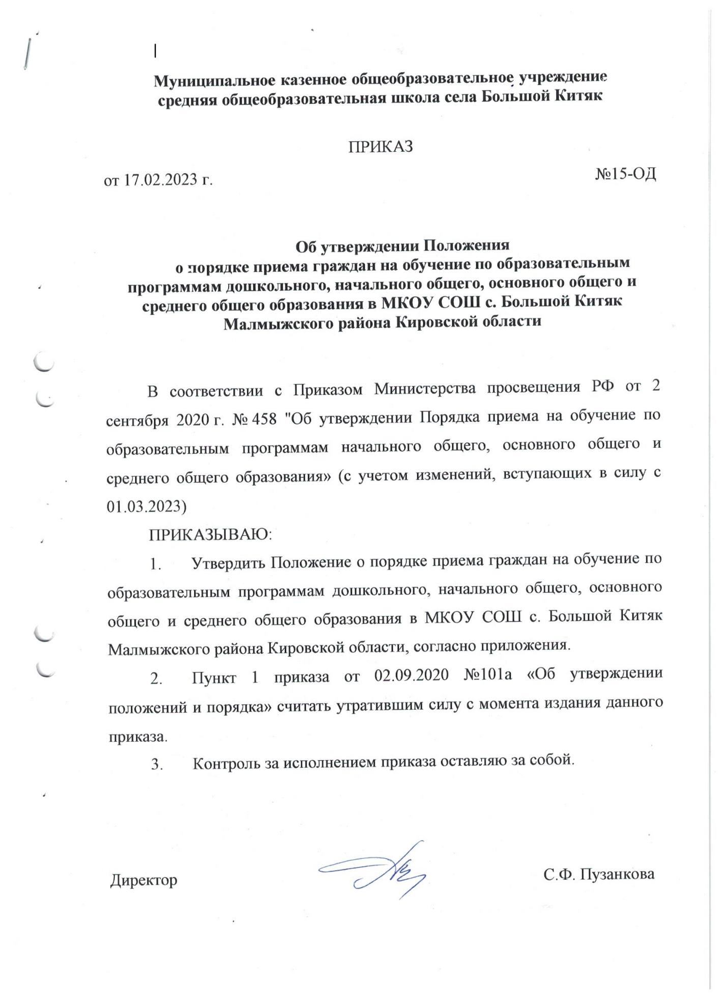 Муниципальное казенное общеобразовательное учреждение
средняя общеобразовательная школа села Большой Китяк
ПРИКАЗ
от 17.02.2023 г. №15-ОД
Об утверждении Положения
о порядке приема граждан на обучение по образовательным
программам дошкольного, начального общего, основного общего и
среднего общего образования в МКОУ СОШ с. Большой Китяк
Малмыжского района Кировской области
В соответствии с Приказом Министерства просвещения РФ от 2
сентября 2020 г. № 458 "Об утверждении Порядка приема на обучение по
образовательным программам начального общего, основного общего и
среднего общего образования» (с учетом изменений, вступающих в силу с
01.03.2023)
ПРИКАЗЫВАЮ:
1. Утвердить Положение о порядке приема граждан на обучение по
образовательным программам дошкольного, начального общего, основного
общего и среднего общего образования в МКОУ СОШ с. Большой Китяк
Малмыжского района Кировской области, согласно приложения.
2. Пункт 1 приказа от 02.09.2020 №101а «Об утверждении
положений и порядка» считать утратившим силу с момента издания данного
приказа.
3. Контроль за исполнением приказа оставляю за собой.
Директор С.Ф. Пузанкова